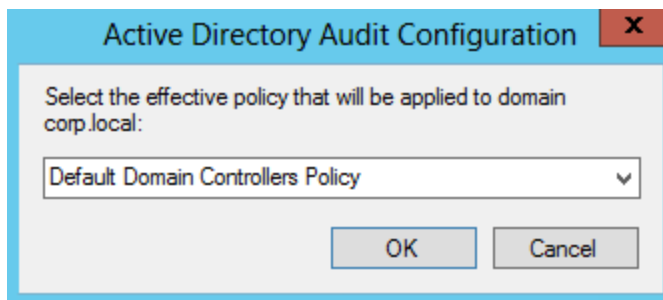 Active Directory Audit Configuration
x
Select the effective policy that will be applied to domain
corp.local:
Default Domain Controllers Policy
OK
Cancel